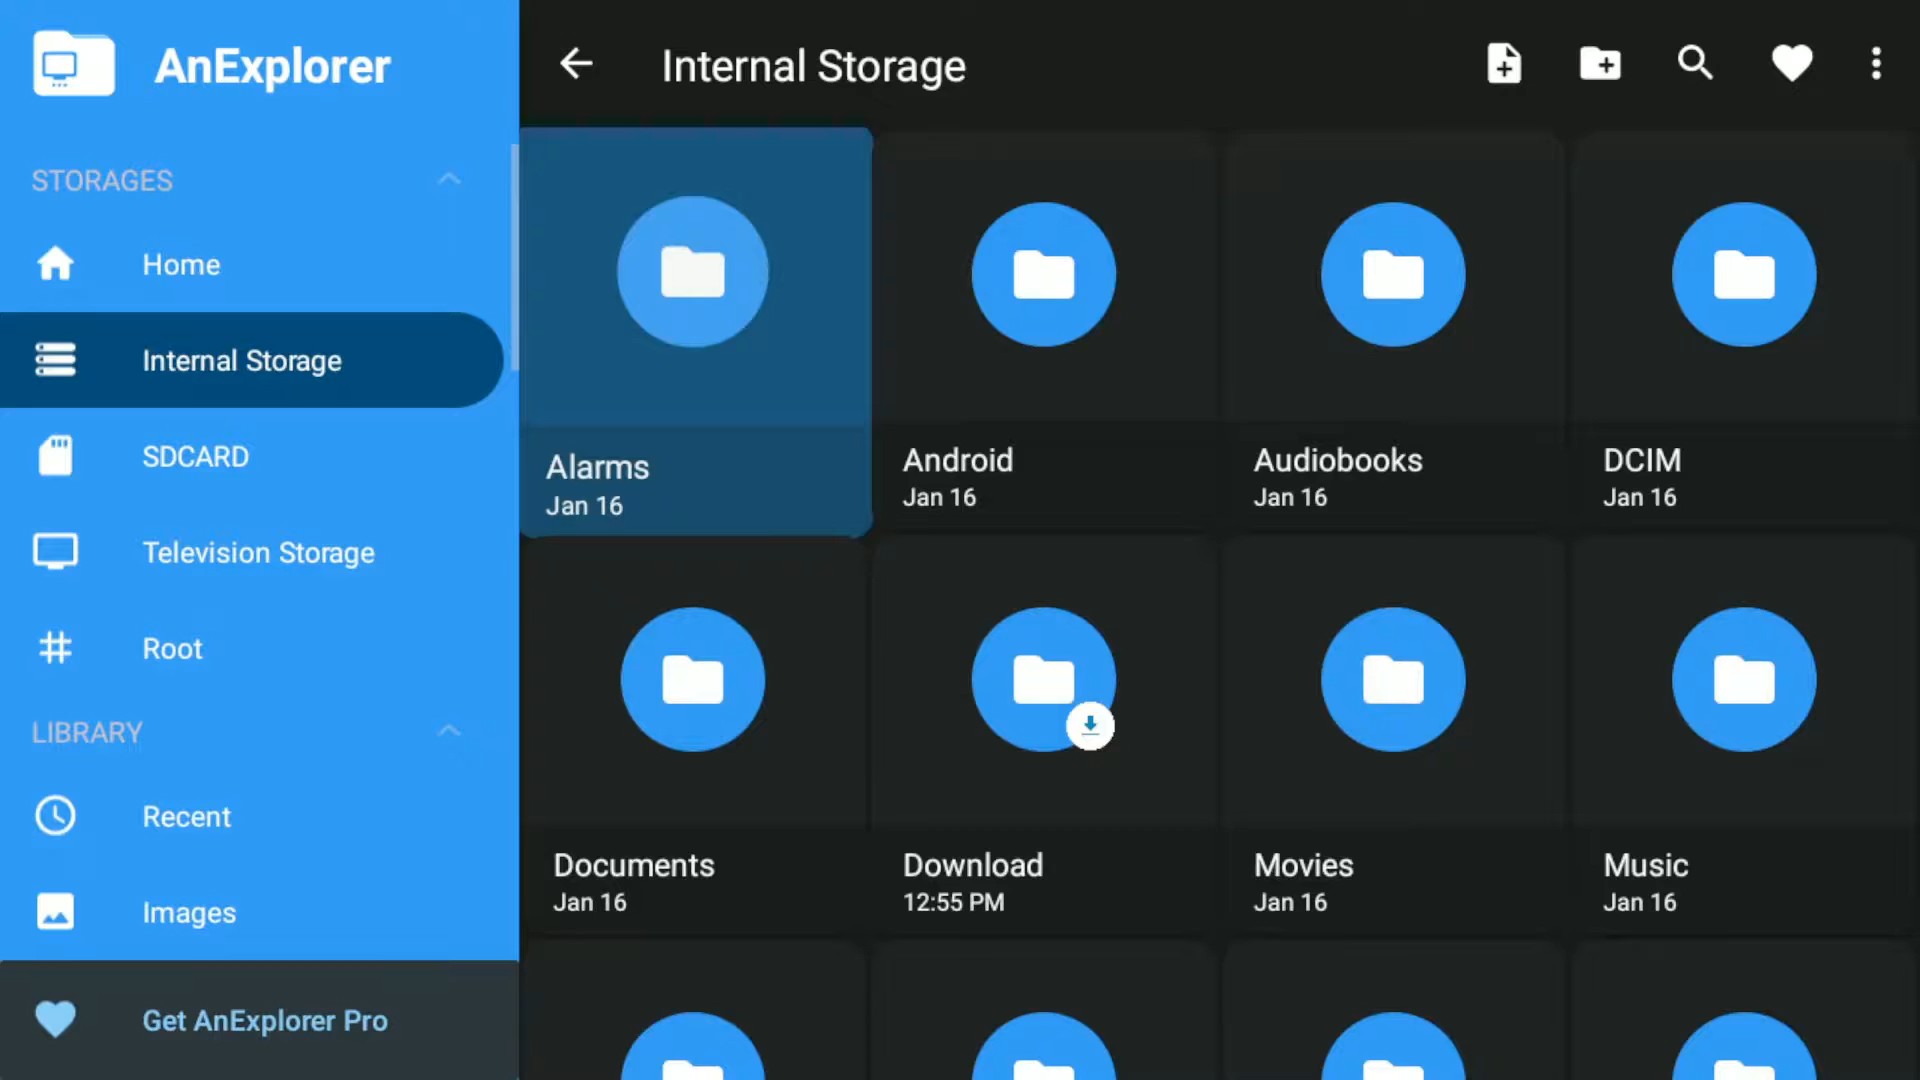 AnExplorer
STORAGES
Home
Internal Storage
SDCARD
Television Storage
Root
LIBRARY
Recent
Images
Get AnExplorer Pro
Internal Storage
Alarms
Jan 16
Android
Jan 16
Audiobooks
Jan 16
DCIM
Jan 16
Documents
Jan 16
Download
12:55 PM
Movies
Jan 16
Music
Jan 16